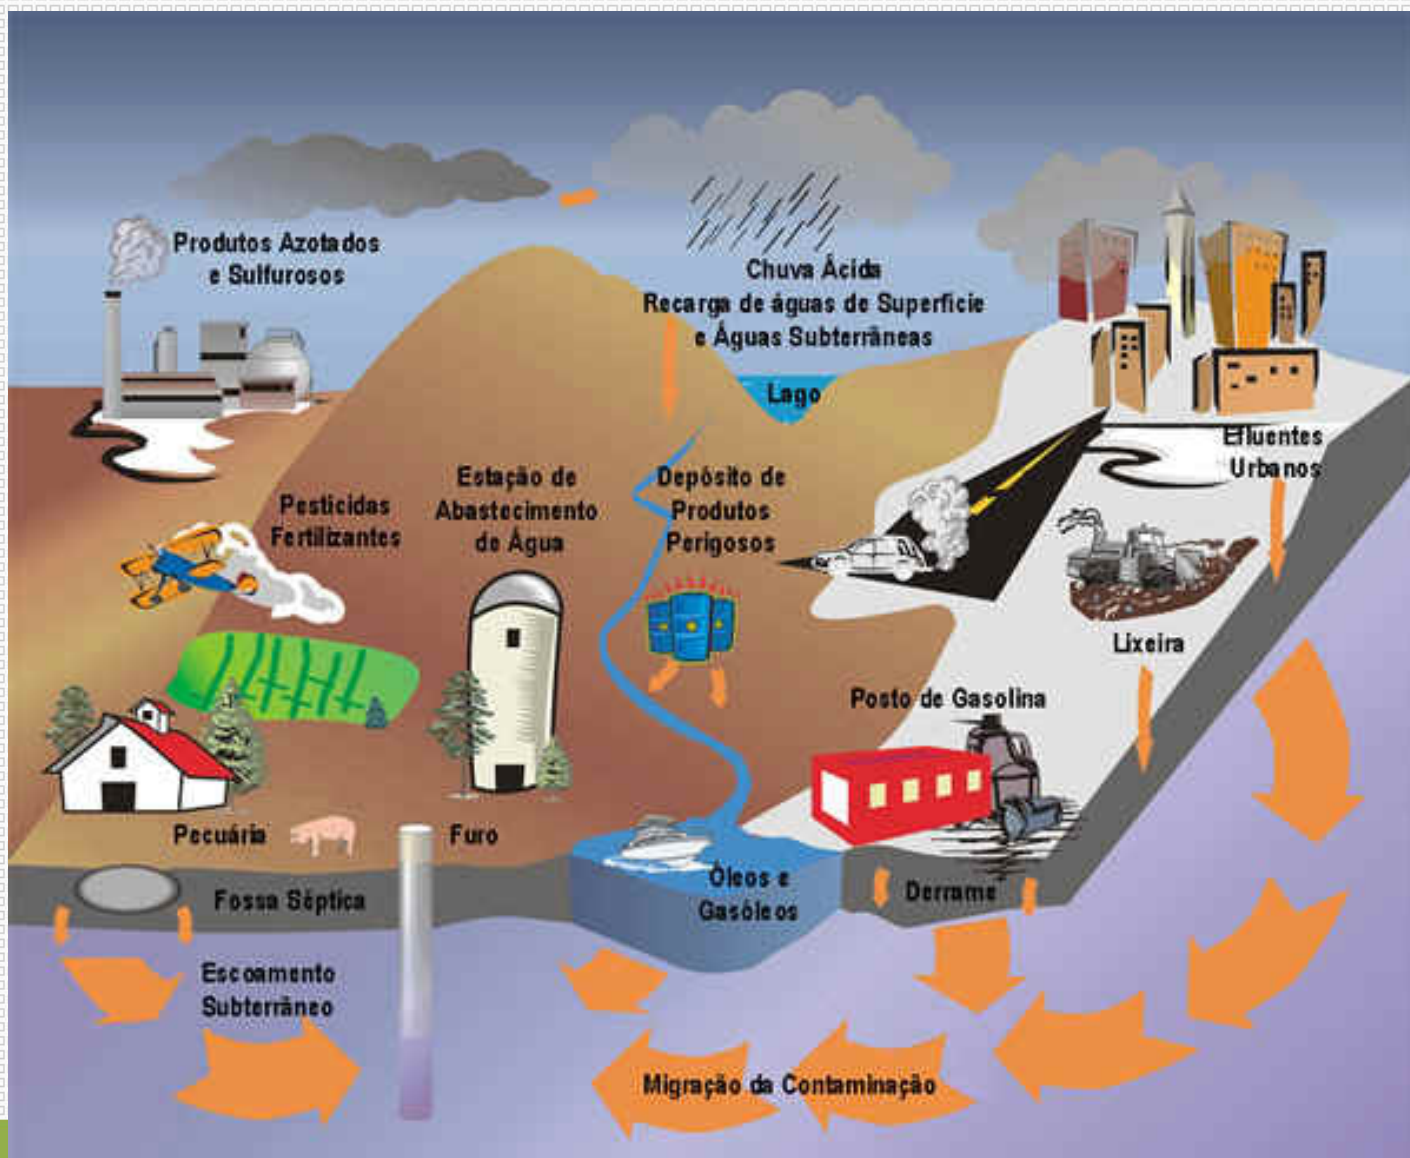 Produtos Azotados
e Sulfurosos
Chuva Ácida
Recarga de águas de Superficie
e Águas Subterrâneas
Lago
Efluentes
Urbanos
Pesticidas
Fertilizantes
Estação de
Abastecimento
de Água
Depósito de
Produtos
Perigosos
Lixeira
Posto de Gasolina
Pecuária
Furo
Fossa Séptica
Óleos e
Gasóleos
Derrame
Escoamento
Subterrâneo
Migração da Contaminação